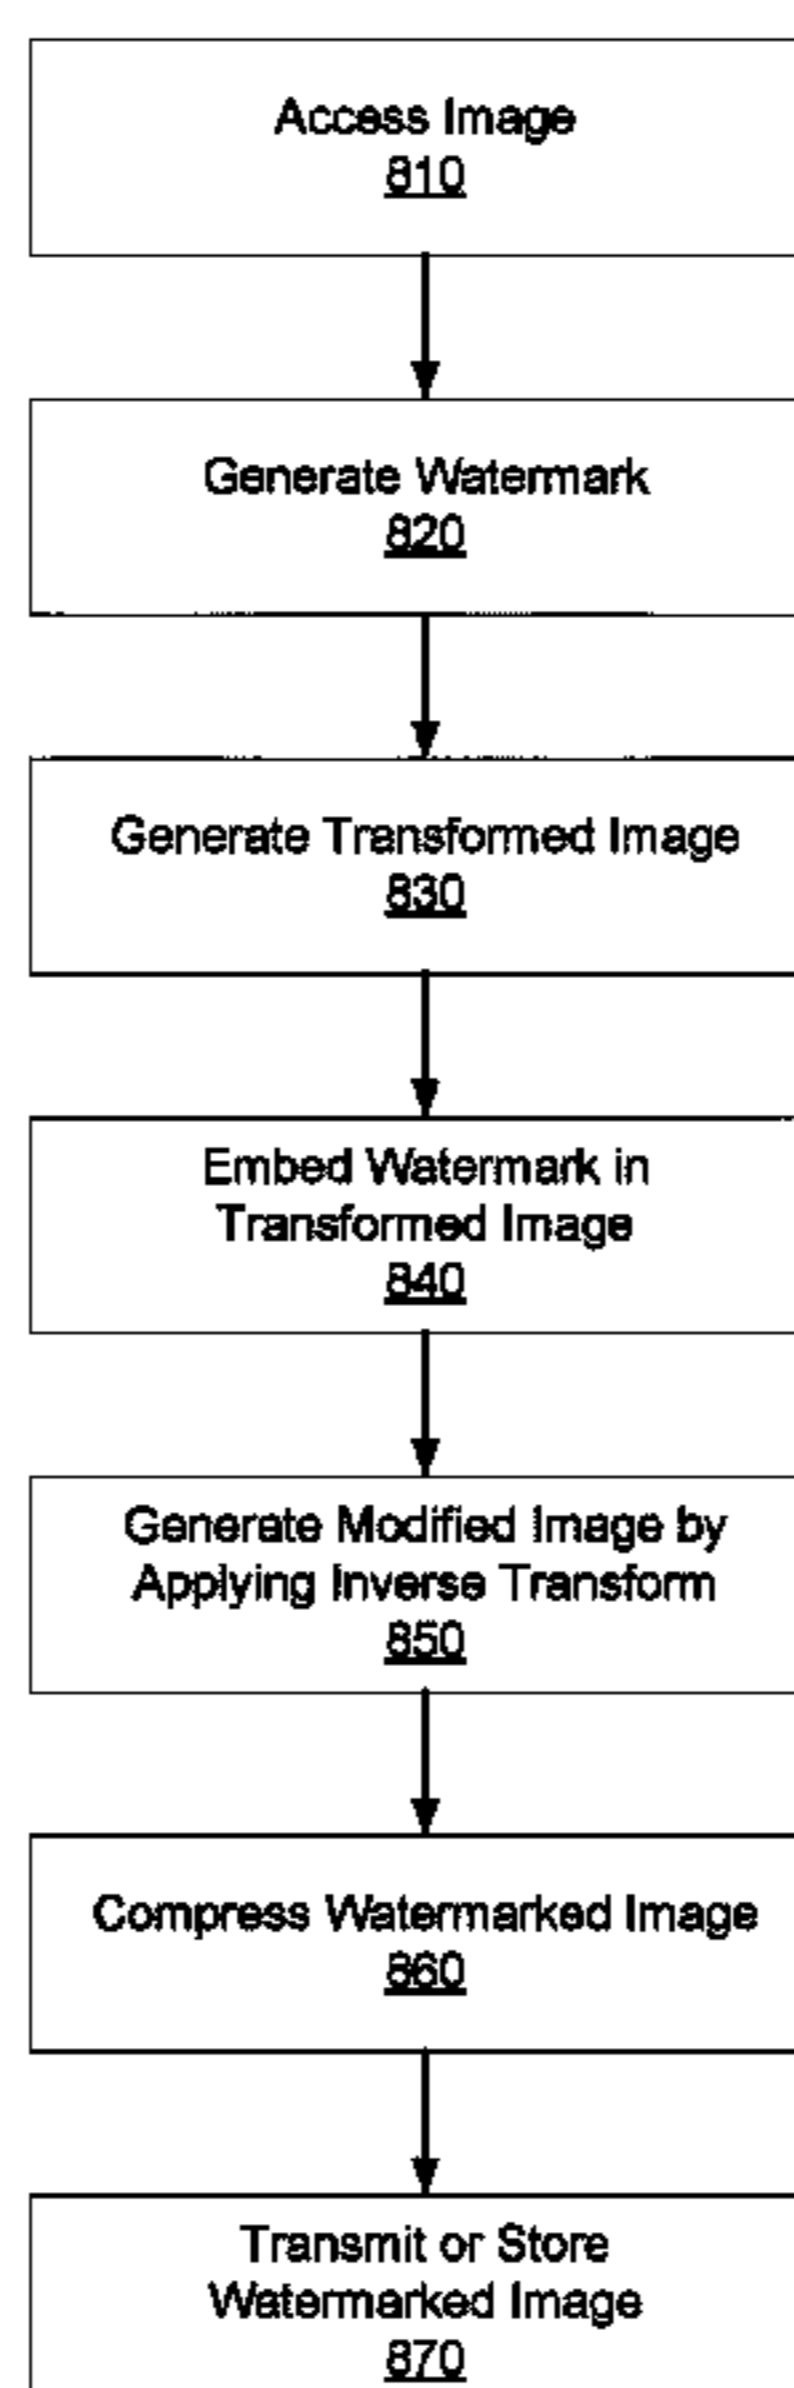 Access Image
810
Generate Watermark
820
Generate Transformed Image
830
Embed Watermark in
Transformed Image
840
Generate Modified Image by
Applying Inverse Transform
850
Compress Watermarked Image
860
Transmit or Store
Watermarked Image
870